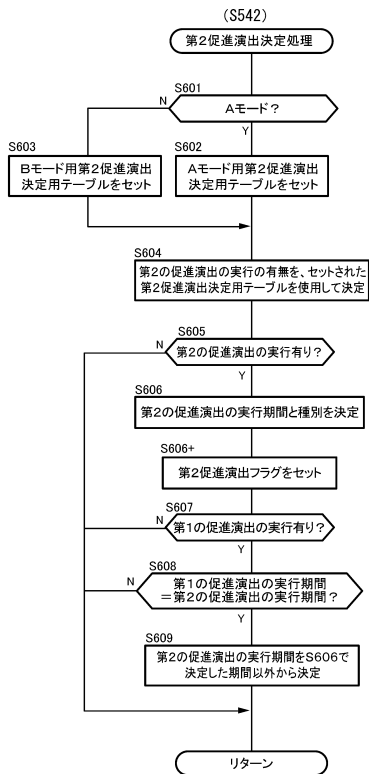 (S542)
第2促進演出決定処理
S601
Aモード？
N
Y
S603
Bモード用第2促進演出
決定用テーブルをセット
S602
Aモード用第2促進演出
決定用テーブルをセット
S604
第2の促進演出の実行の有無を、セットされた
第2促進演出決定用テーブルを使用して決定
S605
第2の促進演出の実行有り？
N
Y
S606
第2の促進演出の実行期間と種別を決定
S606+
第2促進演出フラグをセット
S607
第1の促進演出の実行有り？
N
Y
S608
第1の促進演出の実行期間
＝第2の促進演出の実行期間？
N
Y
S609
第2の促進演出の実行期間をS606で
決定した期間以外から決定
リターン